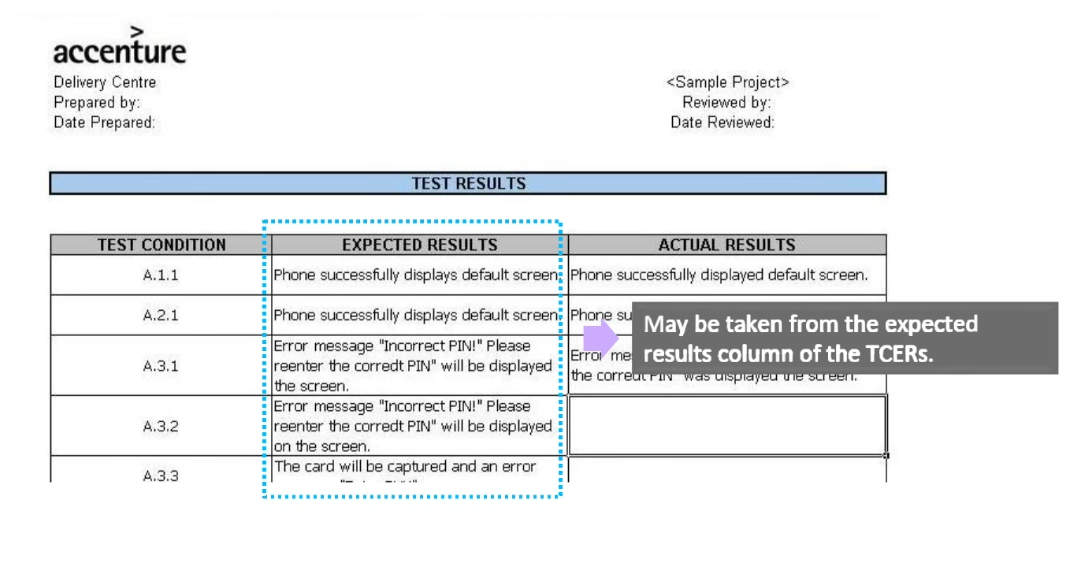 >
accenture
Delivery Centre
<Sample Project>
Prepared by:
Reviewed by:
Date Prepared:
Date Reviewed:
TEST RESULTS
TEST CONDITION
EXPECTED RESULTS
ACTUAL RESULTS
A.1.1
Phone successfully displays default screen.
Phone successfully displayed default screen.
A.2.1
Phone successfully displays default screen.
Phone
May be taken from the expected
results column of the TCERs.
A.3.1
Error message "Incorrect PIN!" Please
reenter the corredt PIN" will be displayed
the screen.
Error
the corredt PIN" was displayed the screen.
A.3.2
Error message "Incorrect PIN!" Please
reenter the corredt PIN" will be displayed
on the screen.
A.3.3
The card will be captured and an error